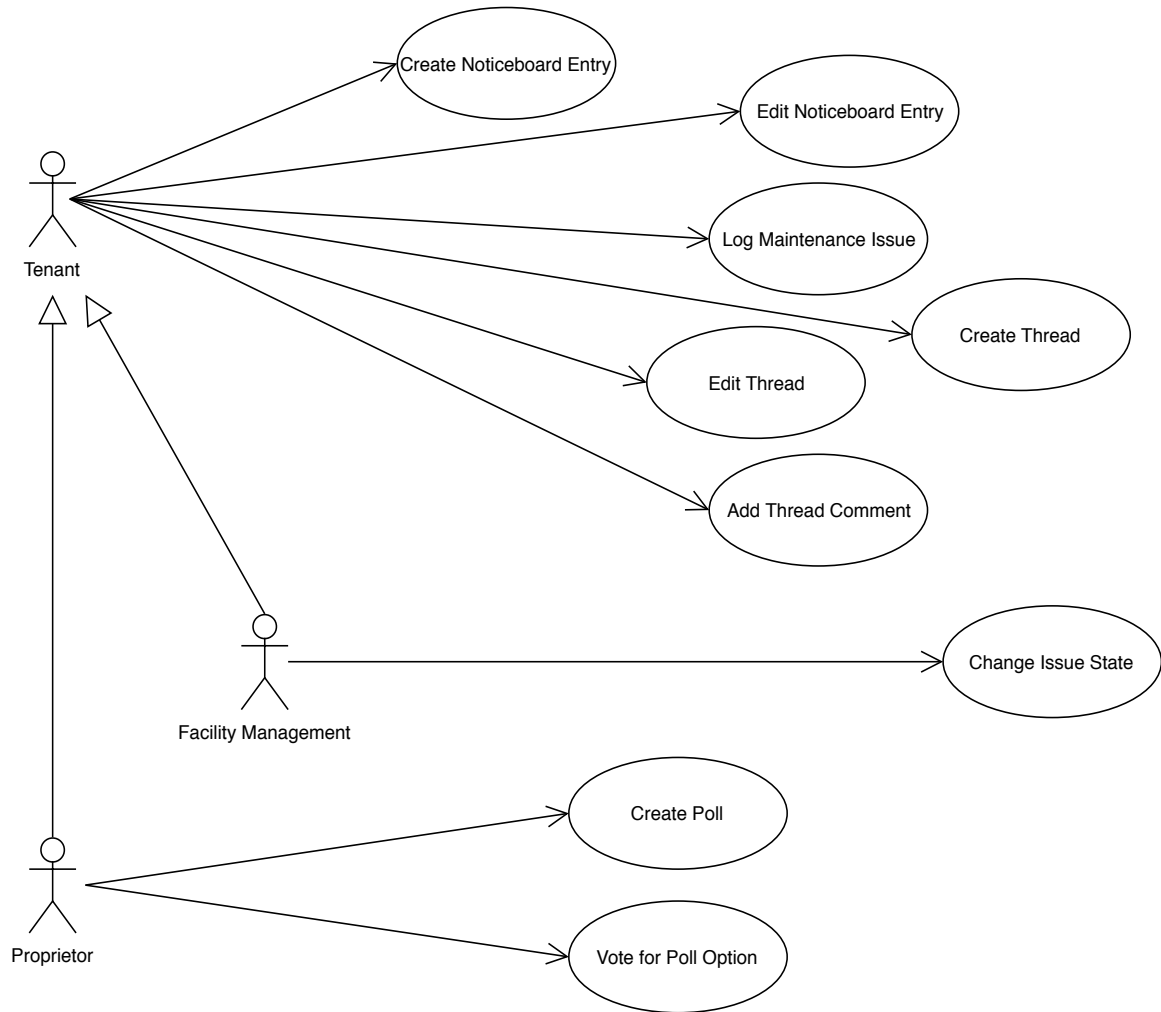 Create Noticeboard Entry
Edit Noticeboard Entry
Log Maintenance Issue
Tenant
Create Thread
Edit Thread
Add Thread Comment
Change Issue State
Facility Management
Create Poll
Proprietor
Vote for Poll Option